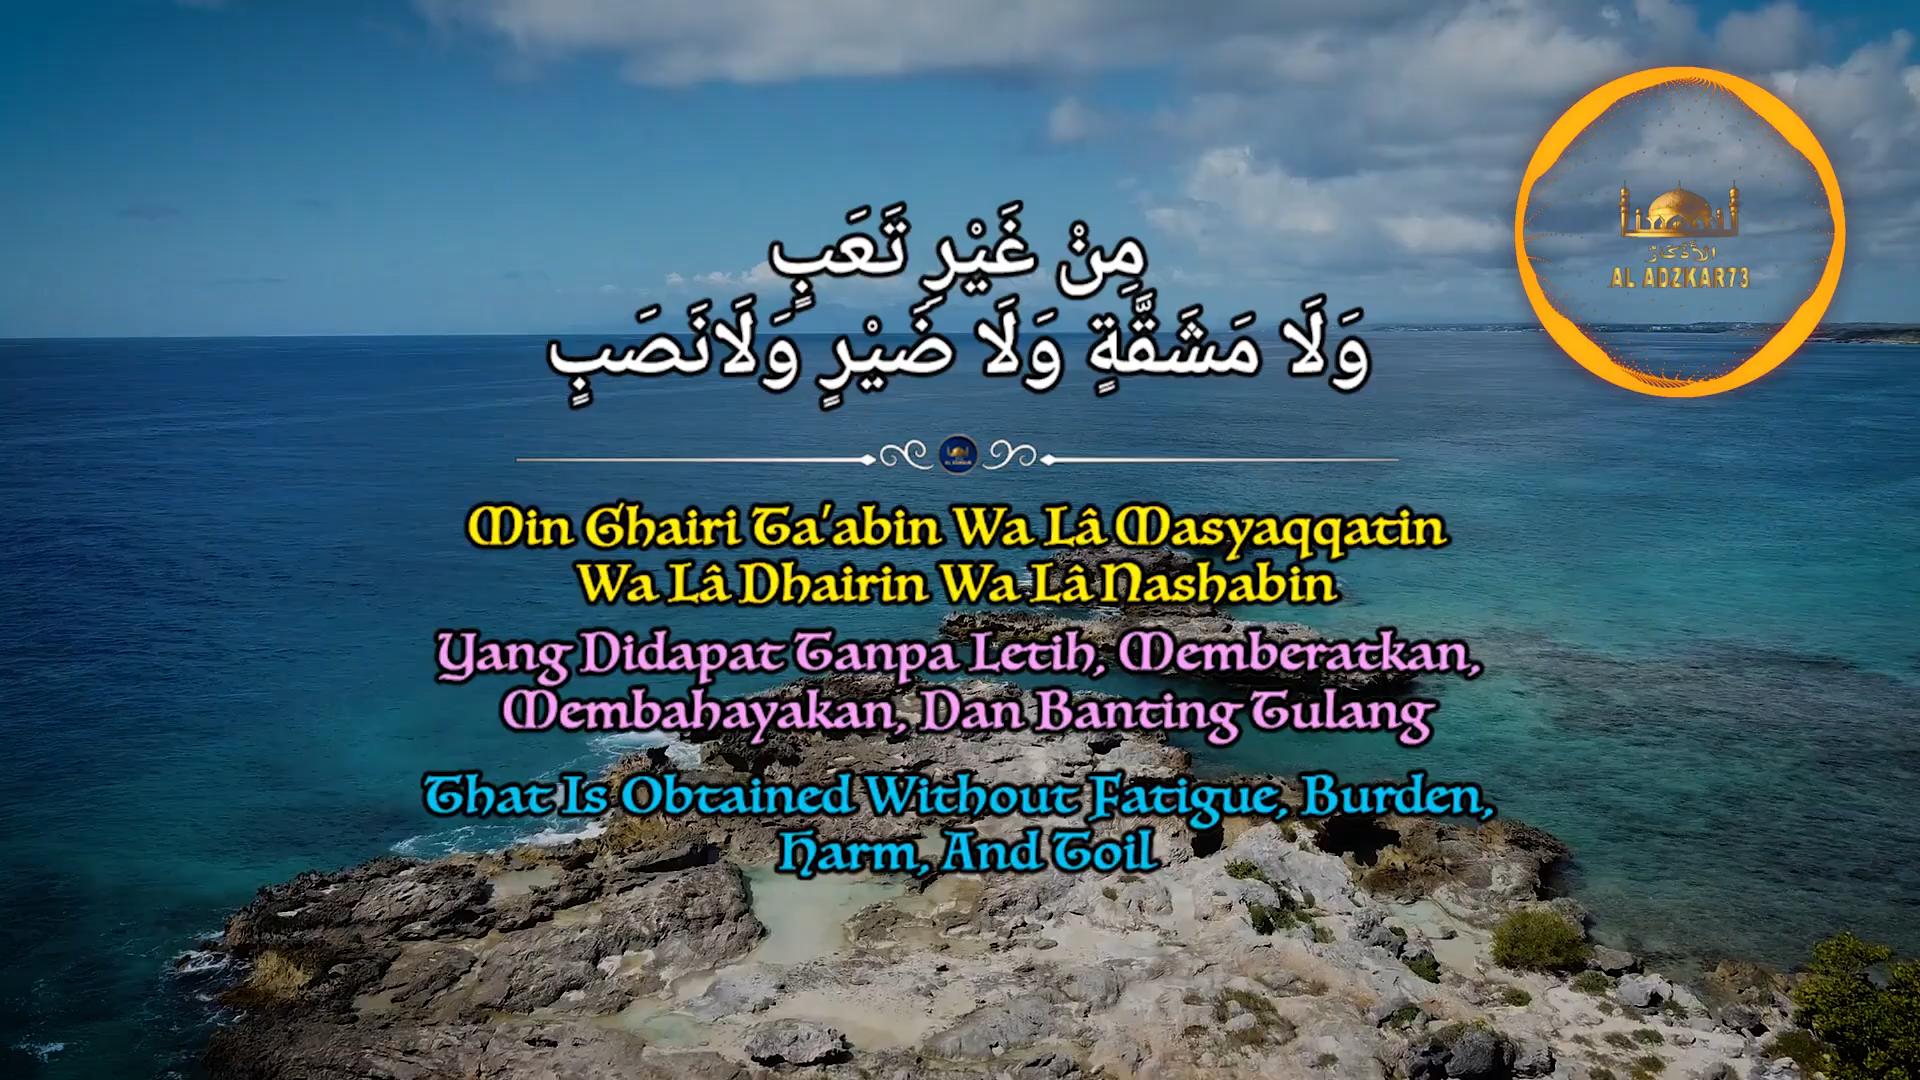 مِنْ غَيْرِ تَعَبٍ
وَلَا مَشَقَّةٍ وَلَا ضَيْرٍ وَلَانَصَبٍ
Min Ghairi Ta'abin Wa Lâ Masyaqqatin
Wa Lâ Dhairin Wa Lâ Nashabin
Yang Didapat Tanpa Letih, Memberatkan,
Membahayakan, Dan Banting Tulang
That Is Obtained Without Fatigue, Burden,
Harm, And Toil
الأذكار
AL ADZKAR73